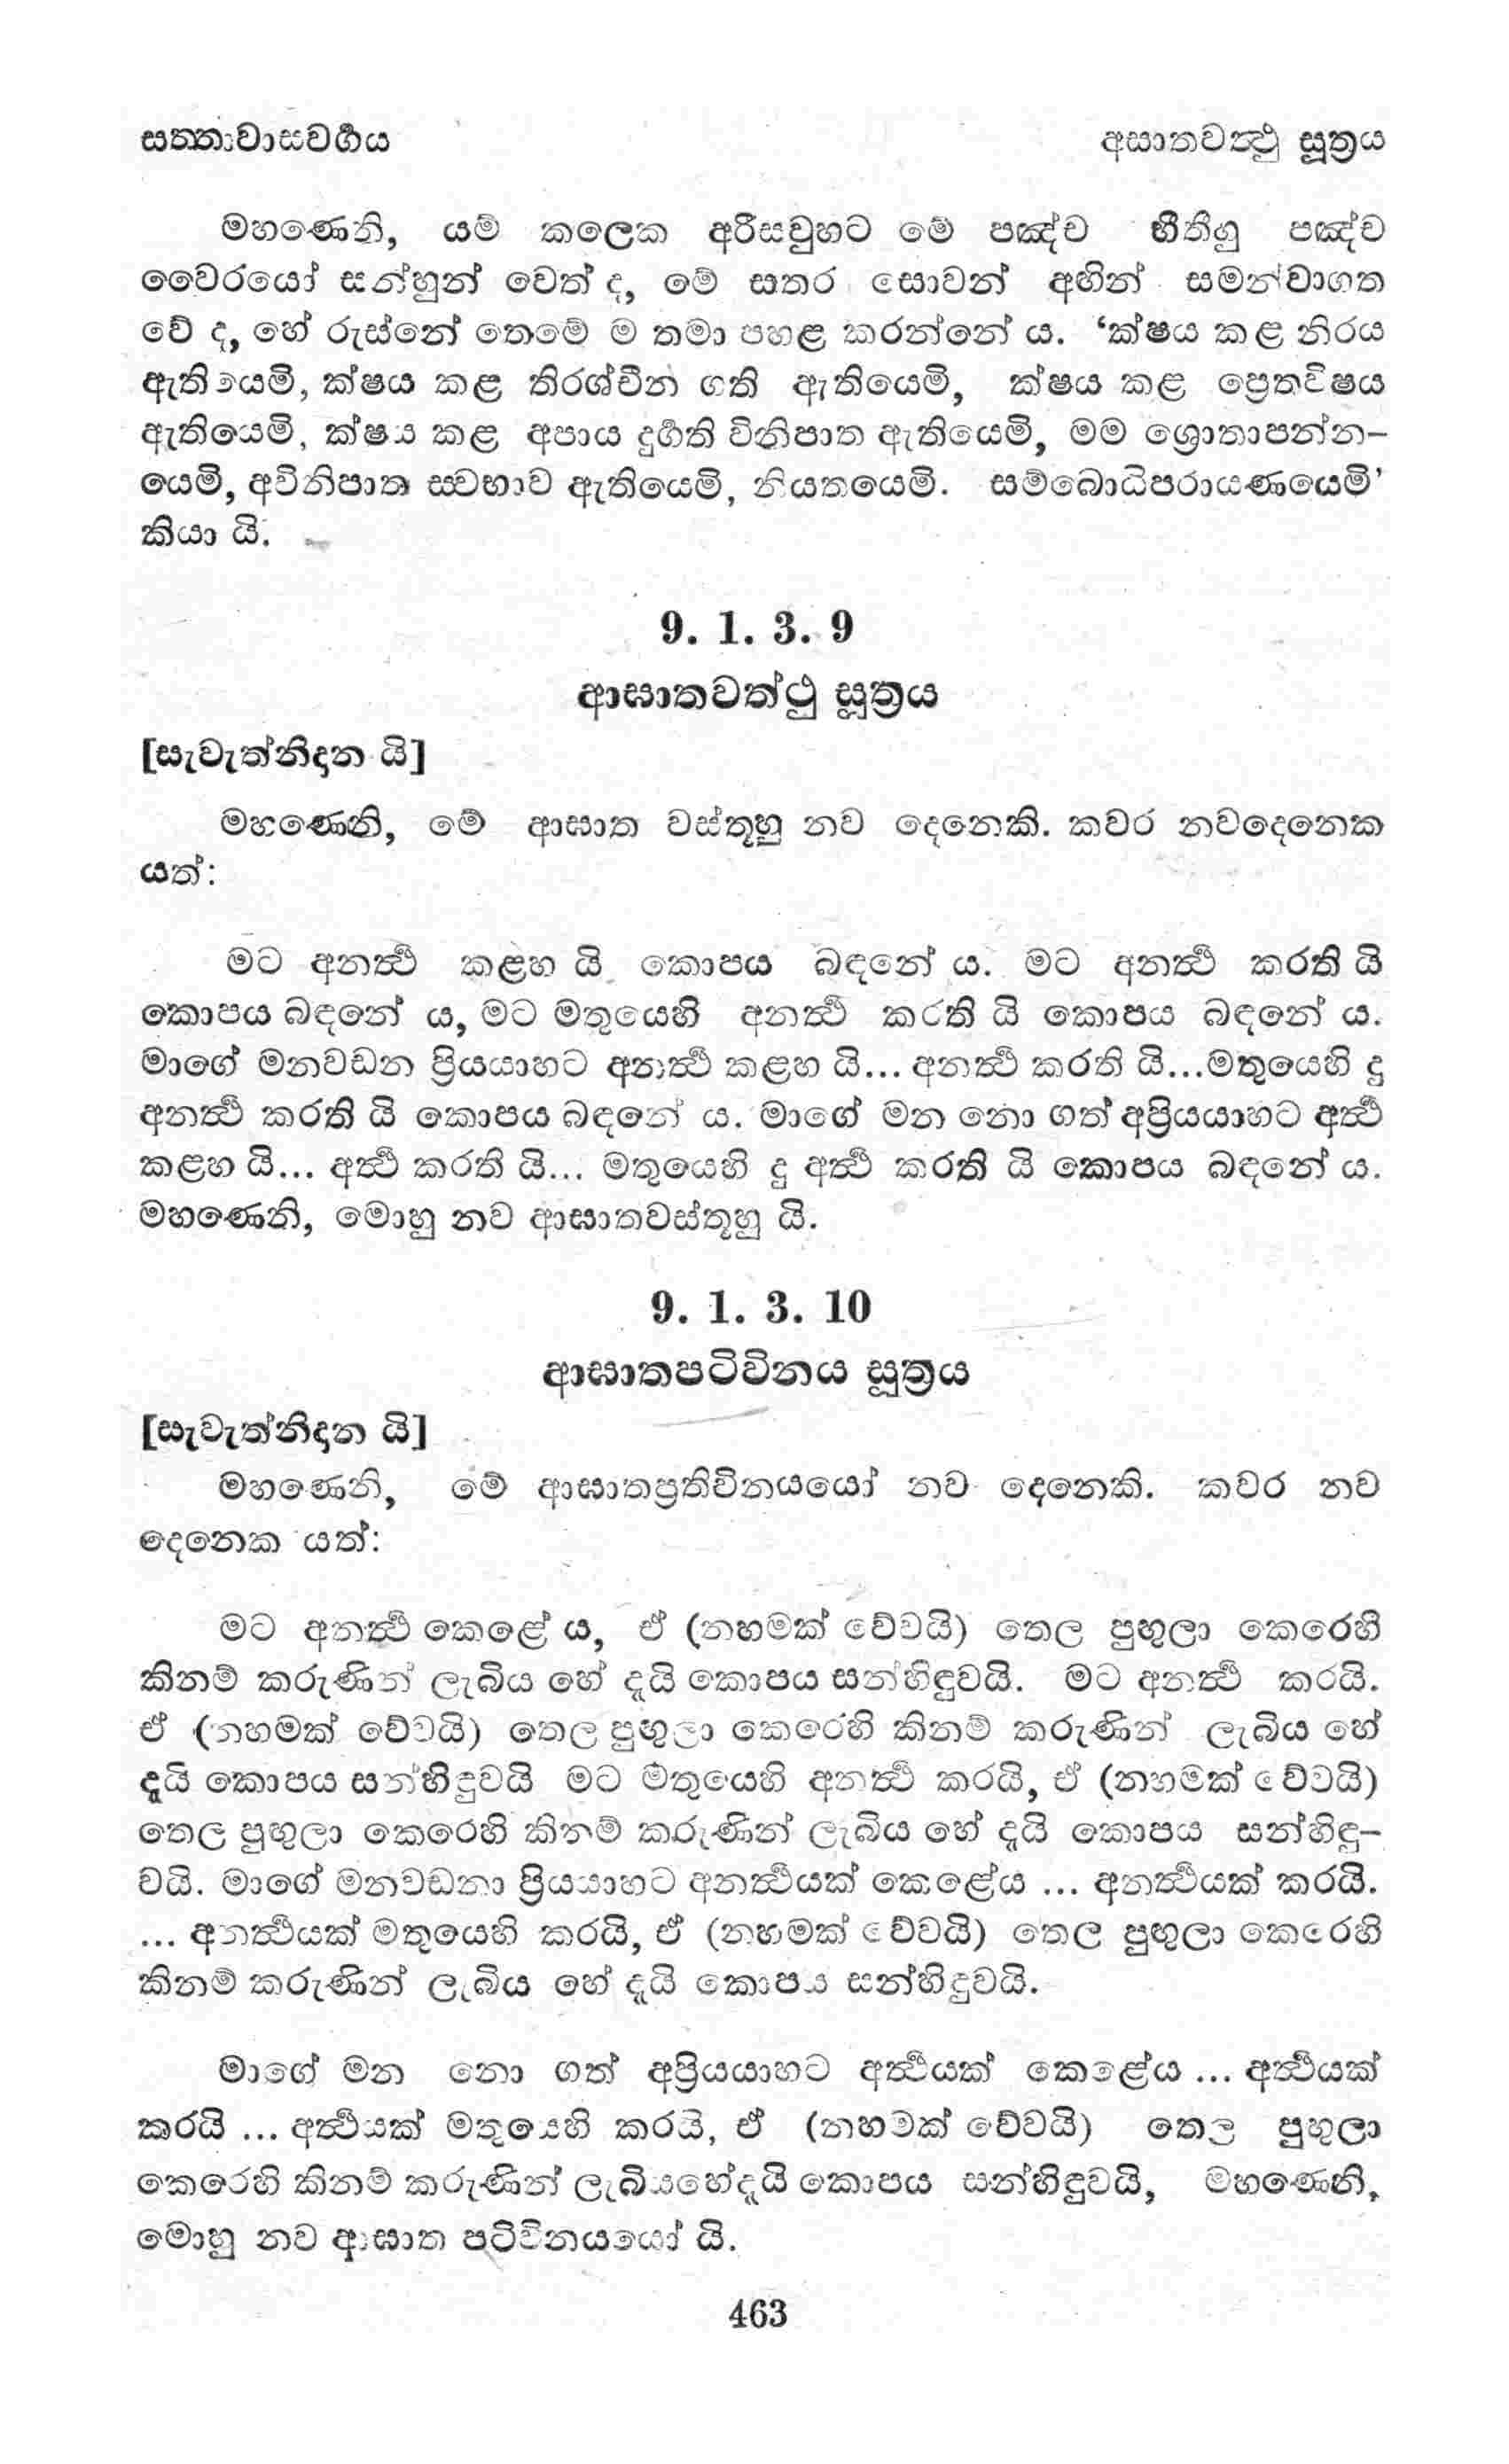 සත්තාවාසවර්ගය
අඝාතවත්ථු සූත්‍රය
මහණෙනි, යම් කලෙක අරීසවුහට මේ පඤ්ච භීතීහු පඤ්ච
වෛරයෝ සන්හුන් වෙත් ද, මේ සතර සොවන් අඟින් සමන්වාගත
වේ ද, හේ රුස්නේ තෙමේ ම තමා පහළ කරන්නේ ය. ‘ක්ෂය කළ නිරය
ඇතියෙමි, ක්ෂය කළ තිරශ්චීන ගති ඇතියෙමි, ක්ෂය කළ ප්‍රෙතවිෂය
ඇතියෙමි, ක්ෂය කළ අපාය දුර්ගති විනිපාත ඇතියෙමි, මම ශ්‍රොතාපන්න-
යෙමි, අවිනිපාත ස්වභාව ඇතියෙමි, නියතයෙමි. සම්බොධිපරායණයෙමි’
කියා යි.
9. 1. 3. 9
ආඝාතවත්ථු සූත්‍රය
[සැවැත්නිදාන යි]
මහණෙනි, මේ ආඝාත වස්තූහු නව දෙනෙකි. කවර නවදෙනෙක
යත්:
මට අනර්ත්‍ථ කළහ යි කොපය බඳනේ ය. මට අනර්ත්‍ථ කරති යි
කොපය බඳනේ ය, මට මතුයෙහි අනර්ත්‍ථ කරති යි කොපය බඳනේ ය.
මාගේ මනවඩන ප්‍රියයාහට අනර්ත්‍ථ කළහ යි... අනර්ත්‍ථ කරති යි...මතුයෙහි දු
අනර්ත්‍ථ කරති යි කොපය බඳනේ ය. මාගේ මන නො ගත් අප්‍රියයාහට අර්ත්‍ථ
කළහ යි... අර්ත්‍ථ කරති යි... මතුයෙහි දු අර්ත්‍ථ කරති යි කොපය බඳනේ ය.
මහණෙනි, මොහු නව ආඝාතවස්තූහු යි.
9. 1. 3. 10
ආඝාතපටිවිනය සූත්‍රය
[සැවැත්නිදාන යි]
මහණෙනි, මේ ආඝාතප්‍රතිවිනයයෝ නව දෙනෙකි. කවර නව
දෙනෙක යත්:
මට අනර්ත්‍ථ කෙළේ ය, ඒ (නහමක් වේවයි) තෙල පුඟුලා කෙරෙහි
කිනම් කරුණින් ලැබිය හේ දැයි කොපය සන්හිඳුවයි. මට අනර්ත්‍ථ කරයි.
ඒ (නහමක් වේවයි) තෙල පුඟුලා කෙරෙහි කිනම් කරුණින් ලැබිය හේ
දැයි කොපය සන්හිදුවයි මට මතුයෙහි අනර්ත්‍ථ කරයි, ඒ (නහමක් වේවයි)
තෙල පුඟුලා කෙරෙහි කිනම් කරුණින් ලැබිය හේ දැයි කොපය සන්හිඳු-
වයි. මාගේ මනවඩනා ප්‍රියයාහට අනර්ත්‍ථයක් කෙළේය ... අනර්ත්‍ථයක් කරයි.
... අනර්ත්‍ථයක් මතුයෙහි කරයි, ඒ (නහමක් වේවයි) තෙල පුඟුලා කෙරෙහි
කිනම් කරුණින් ලැබිය හේ දැයි කොපය සන්හිදුවයි.
මාගේ මන නො ගත් අප්‍රියයාහට අර්ත්‍ථයක් කෙළේය ... අර්ත්‍ථයක්
කරයි ... අර්ත්‍ථයක් මතුයෙහි කරයි, ඒ (නහමක් වේවයි) තෙල පුඟුලා
කෙරෙහි කිනම් කරුණින් ලැබියහේදැයි කොපය සන්හිඳුවයි, මහණෙනි,
මොහු නව ආඝාත පටිවිනයයෝ යි.
463